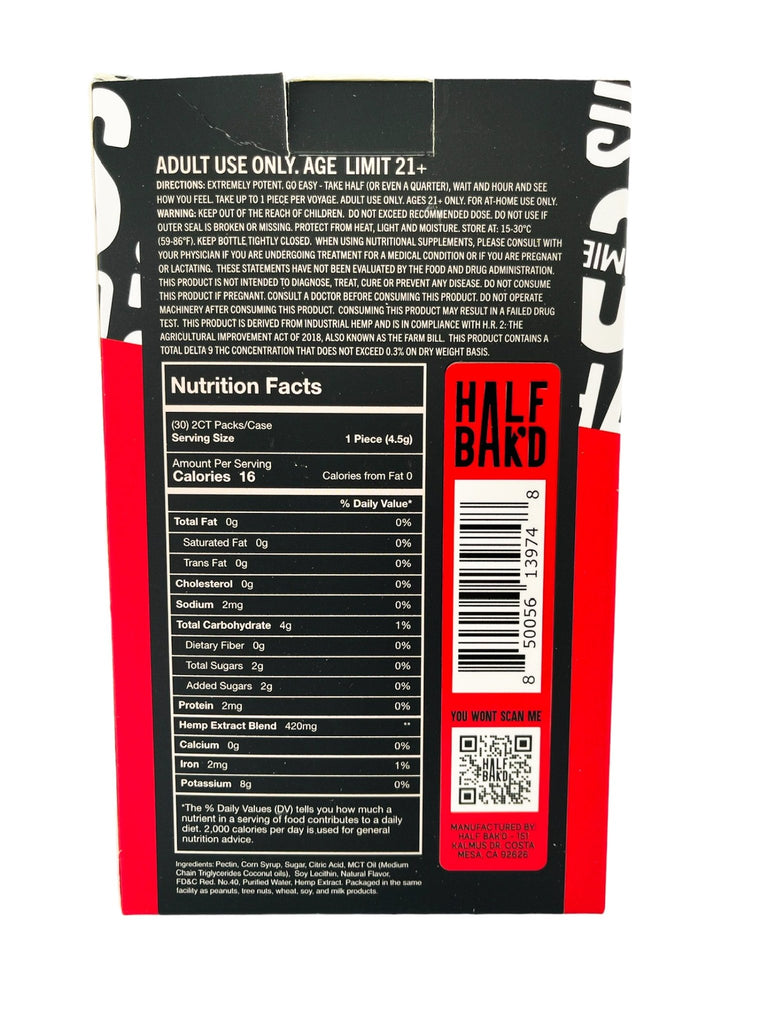 ADULT USE ONLY. AGE LIMIT 21+
DIRECTIONS: EXTREMELY POTENT. GO EASY - TAKE HALF (OR EVEN A QUARTER), WAIT AND HOUR AND SEE
HOW YOU FEEL. TAKE UP TO 1 PIECE PER VOYAGE. ADULT USE ONLY. AGES 21+ ONLY. FOR AT-HOME USE ONLY.
WARNING: KEEP OUT OF THE REACH OF CHILDREN. DO NOT EXCEED RECOMMENDED DOSE. DO NOT USE IF
OUTER SEAL IS BROKEN OR MISSING. PROTECT FROM HEAT, LIGHT AND MOISTURE. STORE AT: 15-30°C
(59-86°F). KEEP BOTTLE TIGHTLY CLOSED. WHEN USING NUTRITIONAL SUPPLEMENTS, PLEASE CONSULT WITH
YOUR PHYSICIAN IF YOU ARE UNDERGOING TREATMENT FOR A MEDICAL CONDITION OR IF YOU ARE PREGNANT
OR LACTATING. THESE STATEMENTS HAVE NOT BEEN EVALUATED BY THE FOOD AND DRUG ADMINISTRATION.
THIS PRODUCT IS NOT INTENDED TO DIAGNOSE, TREAT, CURE OR PREVENT ANY DISEASE. DO NOT CONSUME
THIS PRODUCT IF PREGNANT. CONSULT A DOCTOR BEFORE CONSUMING THIS PRODUCT. DO NOT OPERATE
MACHINERY AFTER CONSUMING THIS PRODUCT. CONSUMING THIS PRODUCT MAY RESULT IN A FAILED DRUG
TEST. THIS PRODUCT IS DERIVED FROM INDUSTRIAL HEMP AND IS IN COMPLIANCE WITH H.R. 2: THE
AGRICULTURAL IMPROVEMENT ACT OF 2018, ALSO KNOWN AS THE FARM BILL. THIS PRODUCT CONTAINS A
TOTAL DELTA 9 THC CONCENTRATION THAT DOES NOT EXCEED 0.3% ON DRY WEIGHT BASIS.
Nutrition Facts
(30) 2CT Packs/Case
Serving Size 1 Piece (4.5g)
Amount Per Serving
Calories 16 Calories from Fat 0
% Daily Value*
Total Fat 0g 0%
Saturated Fat 0g 0%
Trans Fat 0g 0%
Cholesterol 0g 0%
Sodium 2mg 0%
Total Carbohydrate 4g 1%
Dietary Fiber 0g 0%
Total Sugars 2g 0%
Added Sugars 2g 0%
Protein 2mg 0%
Hemp Extract Blend 420mg **
Calcium 0g 0%
Iron 2mg 1%
Potassium 8g 0%
*The % Daily Values (DV) tells you how much a
nutrient in a serving of food contributes to a daily
diet. 2,000 calories per day is used for general
nutrition advice.
Ingredients: Pectin, Corn Syrup, Sugar, Citric Acid, MCT Oil (Medium
Chain Triglycerides Coconut oils), Soy Lecithin, Natural Flavor,
FD&C Red. No.40, Purified Water, Hemp Extract. Packaged in the same
facility as peanuts, tree nuts, wheat, soy, and milk products.
HALF
BAK'D
8 50056 13974 8
YOU WONT SCAN ME
HALF
BAK'D
MANUFACTURED BY:
HALF BAK'D - 151
KALMUS DR. COSTA
MESA, CA 92626